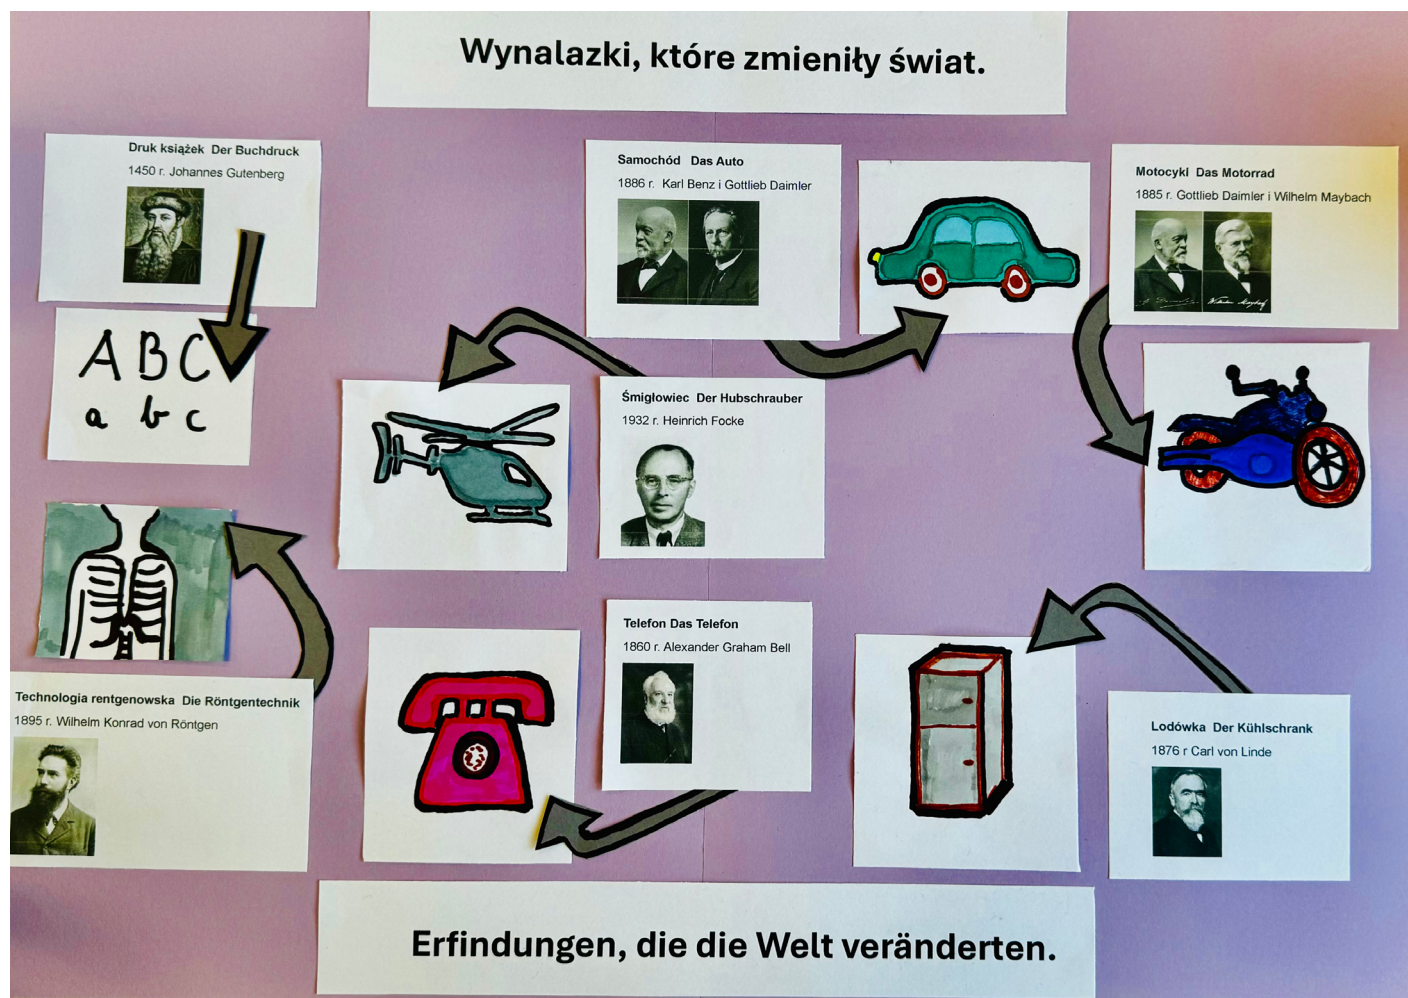 Wynalazki, które zmieniły świat.
Druk książek Der Buchdruck
1450 r. Johannes Gutenberg
A B C
a b c
Samochód Das Auto
1886 r. Karl Benz i Gottlieb Daimler
Motocykl Das Motorrad
1885 r. Gottlieb Daimler i Wilhelm Maybach
Śmigłowiec Der Hubschrauber
1932 r. Heinrich Focke
Technologia rentgenowska Die Röntgentechnik
1895 r. Wilhelm Konrad von Röntgen
Telefon Das Telefon
1860 r. Alexander Graham Bell
Lodówka Der Kühlschrank
1876 r Carl von Linde
Erfindungen, die die Welt veränderten.